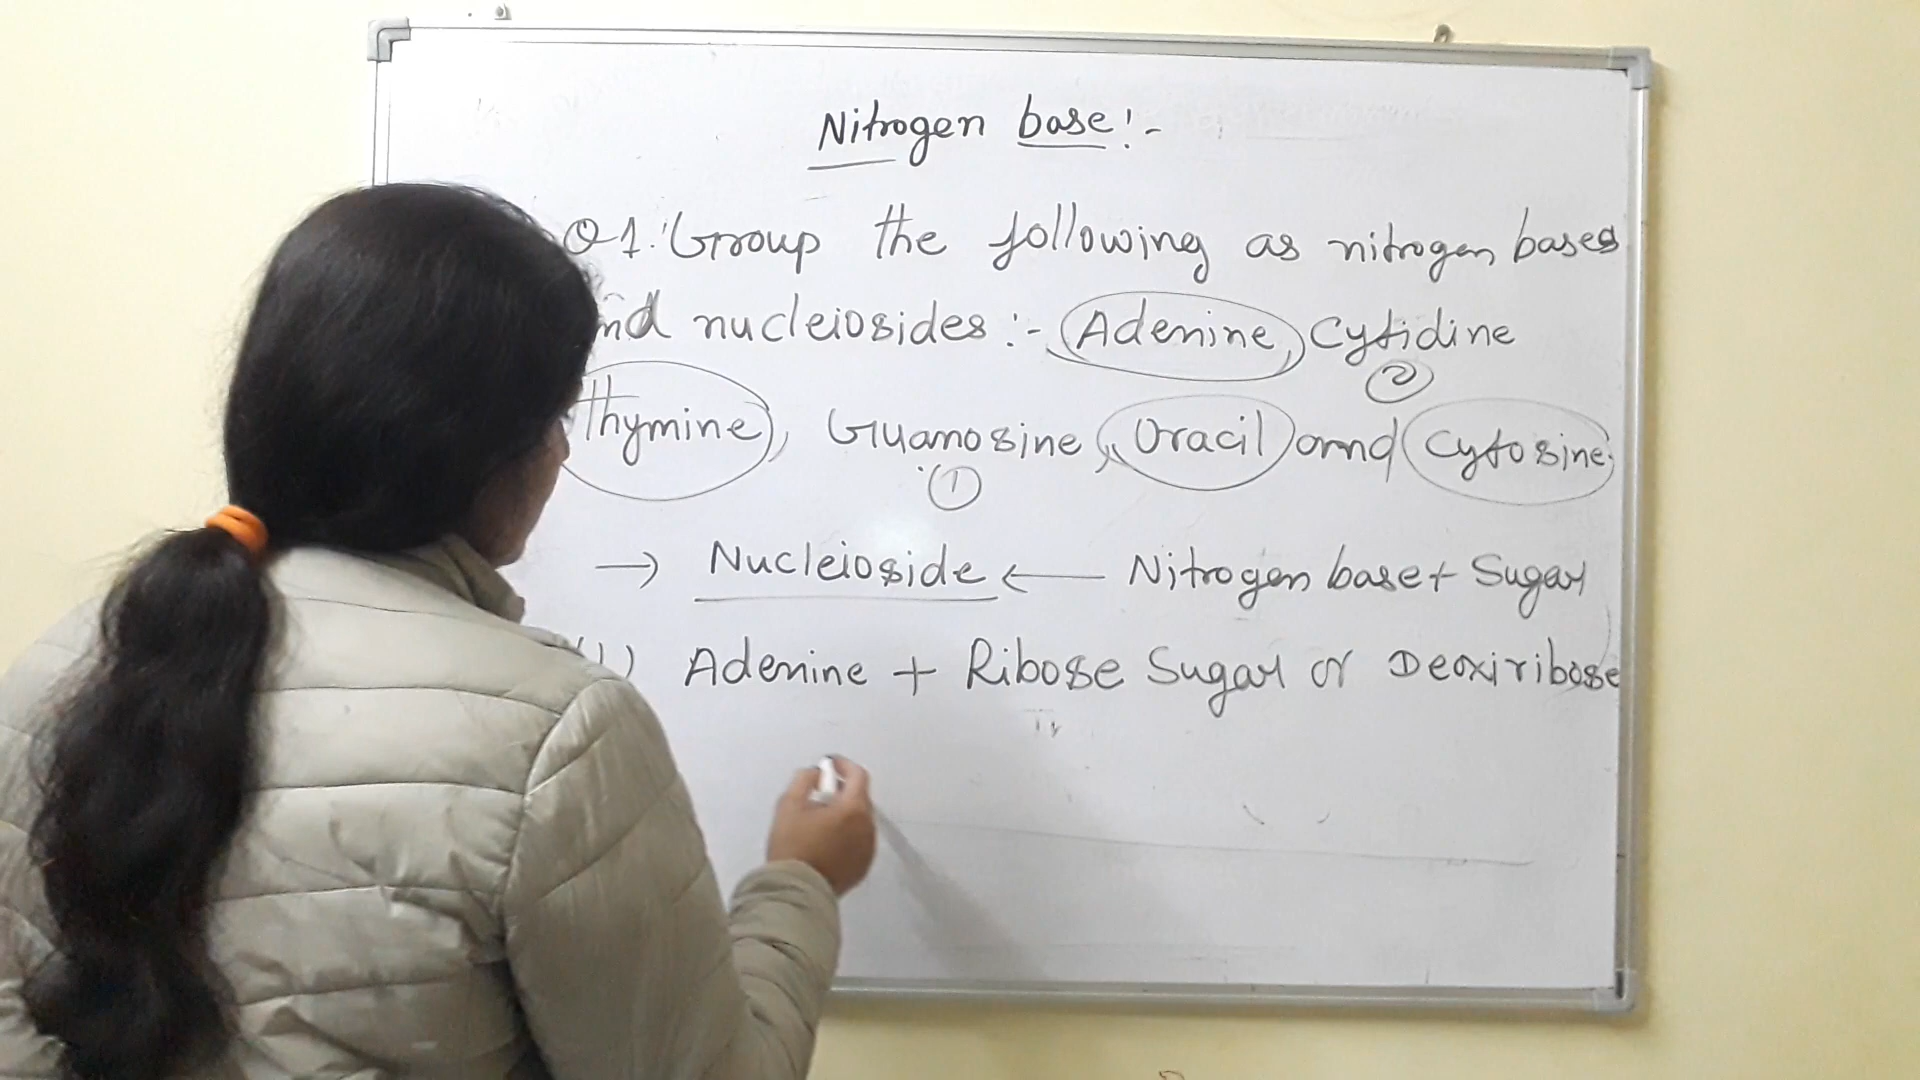 Nitrogen base:-
Q1. Group the following as nitrogen bases
and nucleiosides :- Adenine, Cytidine
②
Thymine, Guanosine, Uracil and Cytosine.
①
→ Nucleioside ← Nitrogen base + Sugar
(1) Adenine + Ribose Sugar or Deoxiribose